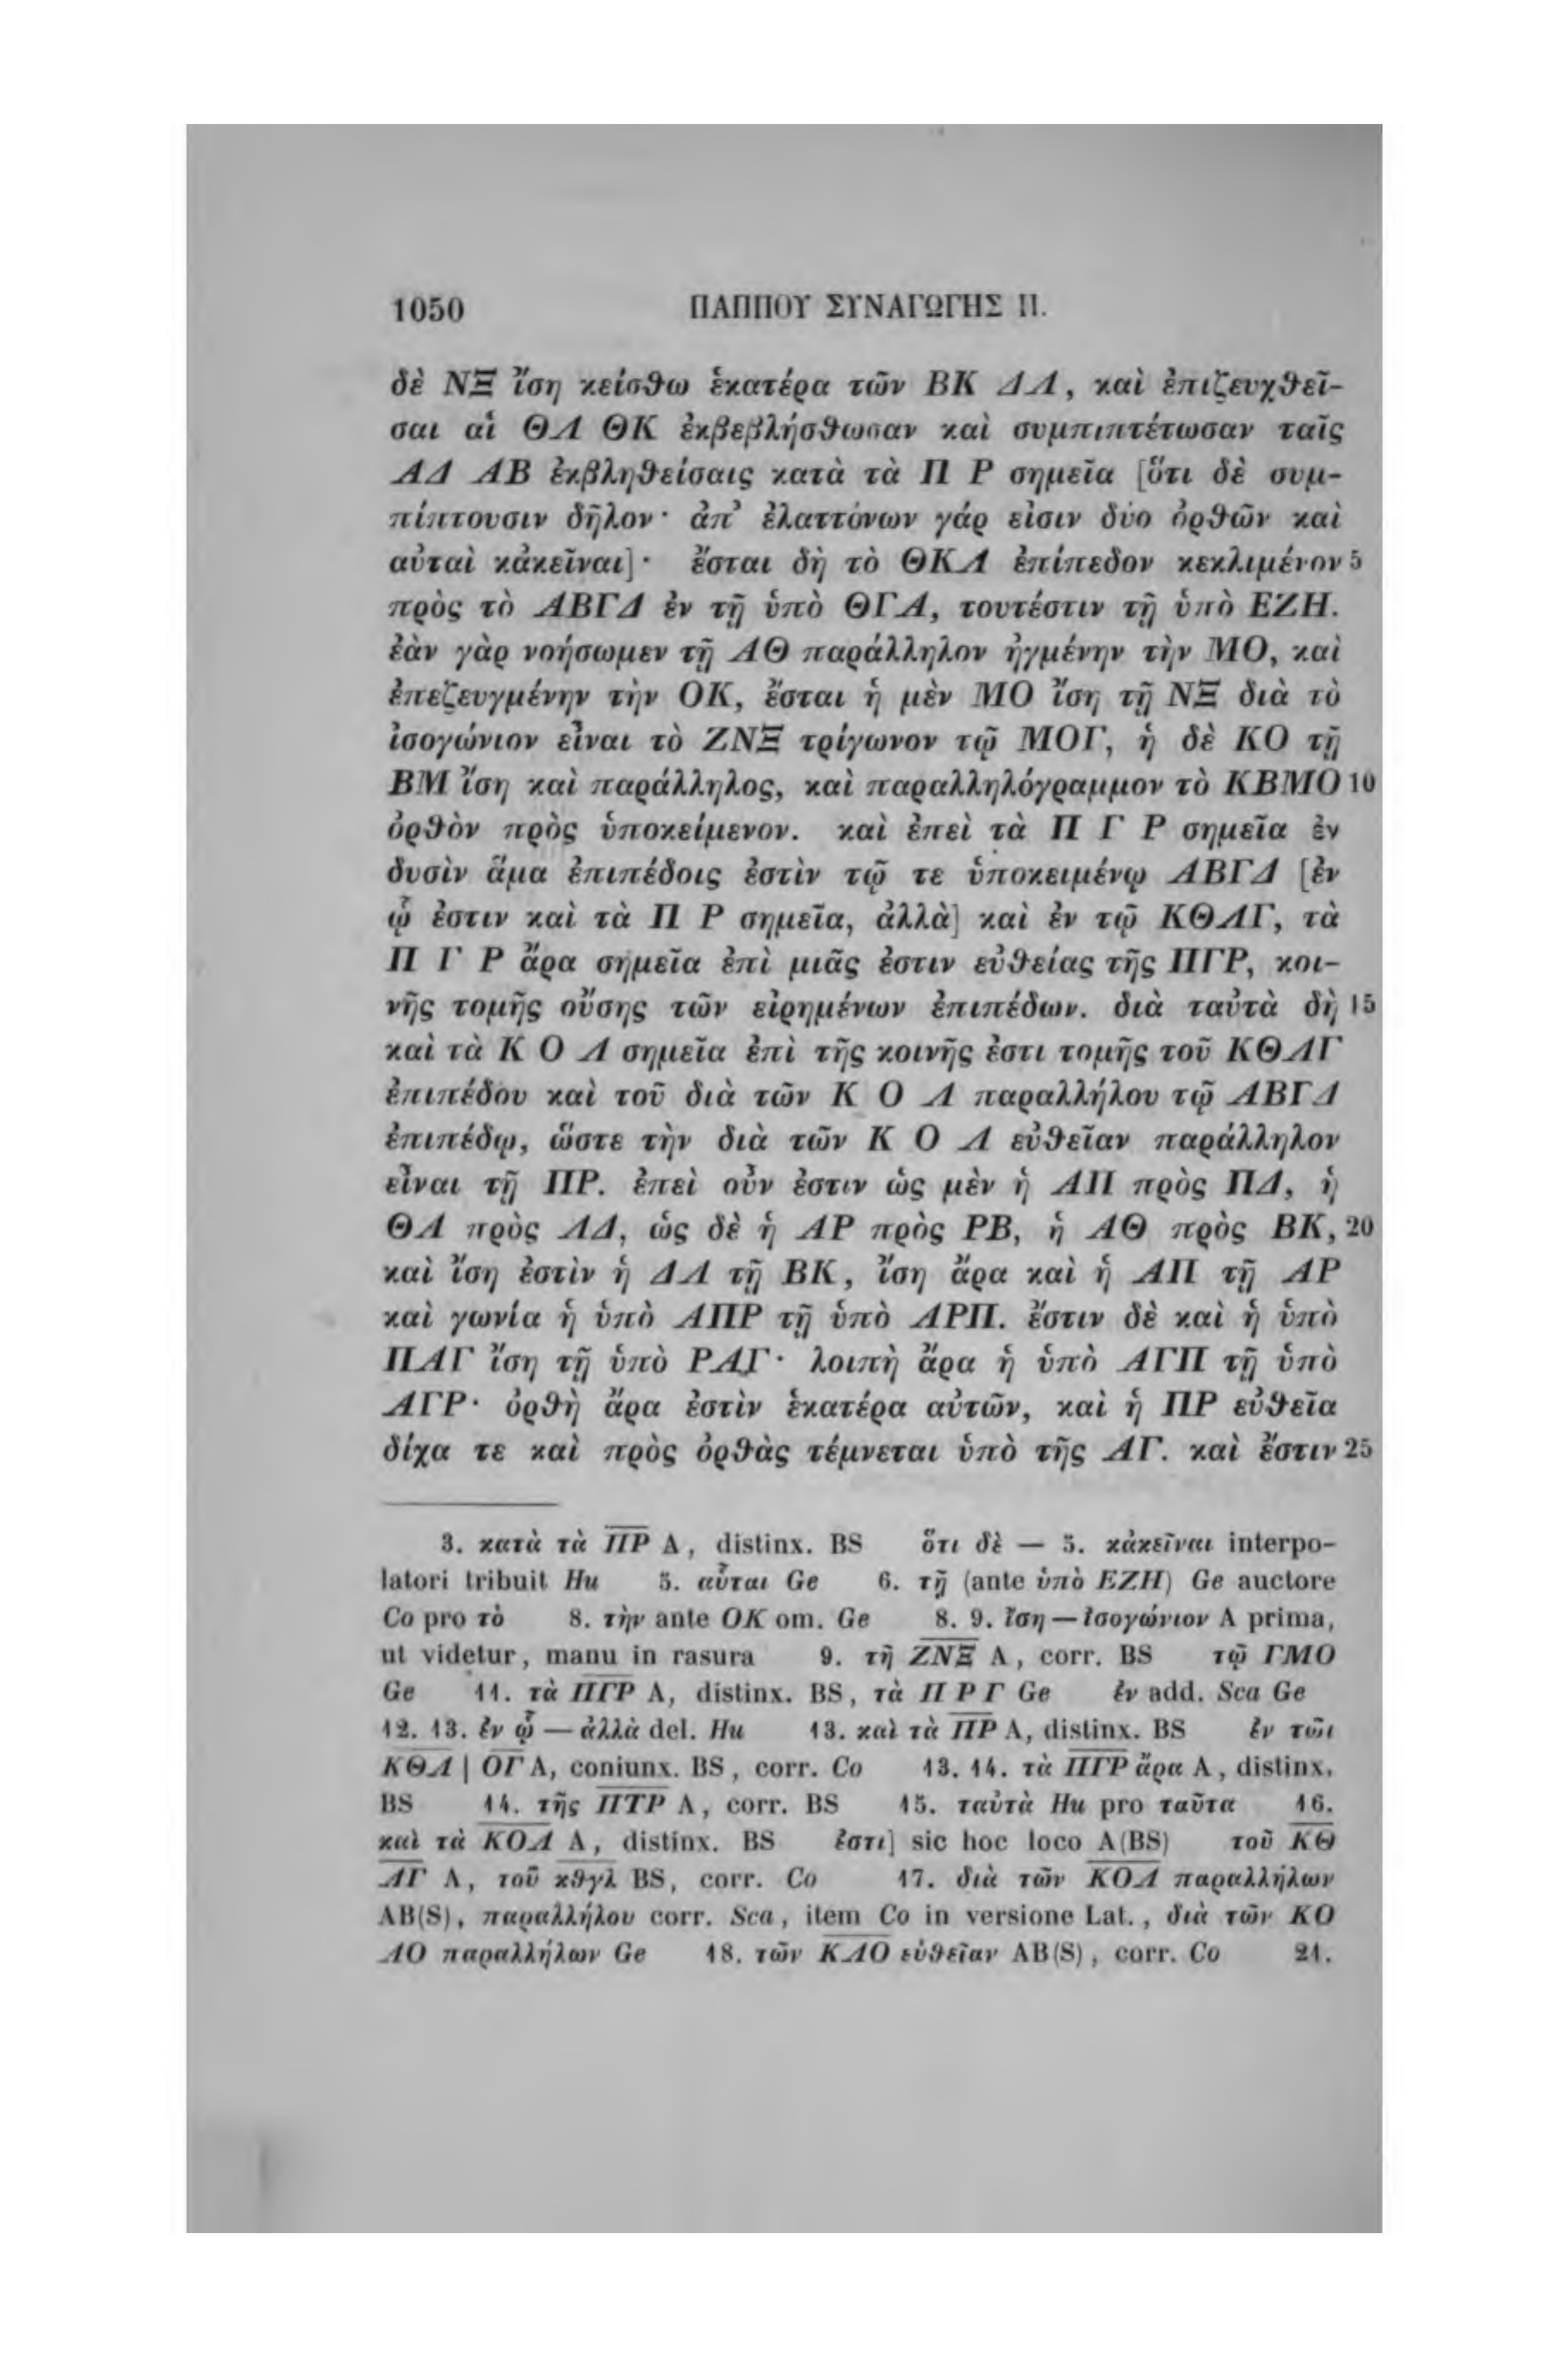 1050 ΠΑΠΠΟΥ ΣΥΝΑΓΩΓΗΣ ΙΙ.
δὲ ΝΞ ἴση κείσθω ἑκατέρα τῶν ΒΚ ΔΛ, καὶ ἐπιζευχθεῖ-
σαι αἱ ΘΛ ΘΚ ἐκβεβλήσθωσαν καὶ συμπιπτέτωσαν ταῖς
ΑΔ ΑΒ ἐκβληθείσαις κατὰ τὰ Π Ρ σημεῖα [ὅτι δὲ συμ-
πίπτουσιν δῆλον· ἀπ’ ἐλαττόνων γάρ εἰσιν δύο ὀρθῶν καὶ
αὐταὶ κἀκεῖναι]· ἔσται δὴ τὸ ΘΚΛ ἐπίπεδον κεκλιμένον 5
πρὸς τὸ ΑΒΓΔ ἐν τῇ ὑπὸ ΘΓΑ, τουτέστιν τῇ ὑπὸ ΕΖΗ.
ἐὰν γὰρ νοήσωμεν τῇ ΑΘ παράλληλον ἠγμένην τὴν ΜΟ, καὶ
ἐπεζευγμένην τὴν ΟΚ, ἔσται ἡ μὲν ΜΟ ἴση τῇ ΝΞ διὰ τὸ
ἰσογώνιον εἶναι τὸ ΖΝΞ τρίγωνον τῷ ΜΟΓ, ἡ δὲ ΚΟ τῇ
ΒΜ ἴση καὶ παράλληλος, καὶ παραλληλόγραμμον τὸ ΚΒΜΟ 10
ὀρθὸν πρὸς ὑποκείμενον. καὶ ἐπεὶ τὰ Π Γ Ρ σημεῖα ἐν
δυσὶν ἅμα ἐπιπέδοις ἐστὶν τῷ τε ὑποκειμένῳ ΑΒΓΔ [ἐν
ᾧ ἐστιν καὶ τὰ Π Ρ σημεῖα, ἀλλὰ] καὶ ἐν τῷ ΚΘΛΓ, τὰ
Π Γ Ρ ἄρα σημεῖα ἐπὶ μιᾶς ἐστιν εὐθείας τῆς ΠΓΡ, κοι-
νῆς τομῆς οὔσης τῶν εἰρημένων ἐπιπέδων. διὰ ταὐτὰ δὴ 15
καὶ τὰ Κ Ο Λ σημεῖα ἐπὶ τῆς κοινῆς ἐστι τομῆς τοῦ ΚΘΛΓ
ἐπιπέδου καὶ τοῦ διὰ τῶν Κ Ο Λ παραλλήλου τῷ ΑΒΓΔ
ἐπιπέδῳ, ὥστε τὴν διὰ τῶν Κ Ο Λ εὐθεῖαν παράλληλον
εἶναι τῇ ΠΡ. ἐπεὶ οὖν ἐστιν ὡς μὲν ἡ ΑΠ πρὸς ΠΔ, ἡ
ΘΑ πρὸς ΛΔ, ὡς δὲ ἡ ΑΡ πρὸς ΡΒ, ἡ ΑΘ πρὸς ΒΚ, 20
καὶ ἴση ἐστὶν ἡ ΔΛ τῇ ΒΚ, ἴση ἄρα καὶ ἡ ΑΠ τῇ ΑΡ
καὶ γωνία ἡ ὑπὸ ΑΠΡ τῇ ὑπὸ ΑΡΠ. ἔστιν δὲ καὶ ἡ ὑπὸ
ΠΑΓ ἴση τῇ ὑπὸ ΡΑΓ· λοιπὴ ἄρα ἡ ὑπὸ ΑΓΠ τῇ ὑπὸ
ΑΓΡ· ὀρθὴ ἄρα ἐστὶν ἑκατέρα αὐτῶν, καὶ ἡ ΠΡ εὐθεῖα
δίχα τε καὶ πρὸς ὀρθὰς τέμνεται ὑπὸ τῆς ΑΓ. καὶ ἔστιν 25
3. κατὰ τὰ ΠΡ A, distinx. BS ὅτι δὲ — 5. κἀκεῖναι interpo-
latori tribuit Hu 5. αὗται Ge 6. τῇ (ante ὑπὸ ΕΖΗ) Ge auctore
Co pro τὸ 8. τὴν ante ΟΚ om. Ge 8. 9. ἴση — ἰσογώνιον A prima,
ut videtur, manu in rasura 9. τῇ ΖΝΞ A, corr. BS τῷ ΓΜΟ
Ge 11. τὰ ΠΓΡ A, distinx. BS, τὰ Π Ρ Γ Ge ἐν add. Sca Ge
12. 13. ἐν ᾧ — ἀλλὰ del. Hu 13. καὶ τὰ ΠΡ A, distinx. BS ἐν τῶι
ΚΘΛ | ΟΓ A, coniunx. BS, corr. Co 13. 14. τὰ ΠΓΡ ἄρα A, distinx.
BS 14. τῆς ΠΤΡ A, corr. BS 15. ταὐτὰ Hu pro ταῦτα 16.
καὶ τὰ ΚΟΛ A, distinx. BS ἐστι] sic hoc loco A(BS) τοῦ ΚΘ
ΛΓ A, τοῦ κθγλ BS, corr. Co 17. διὰ τῶν ΚΟΛ παραλλήλων
AB(S), παραλλήλου corr. Sca, item Co in versione Lat., διὰ τῶν ΚΟ
ΛΟ παραλλήλων Ge 18. τῶν ΚΛΟ εὐθεῖαν AB(S), corr. Co 21.